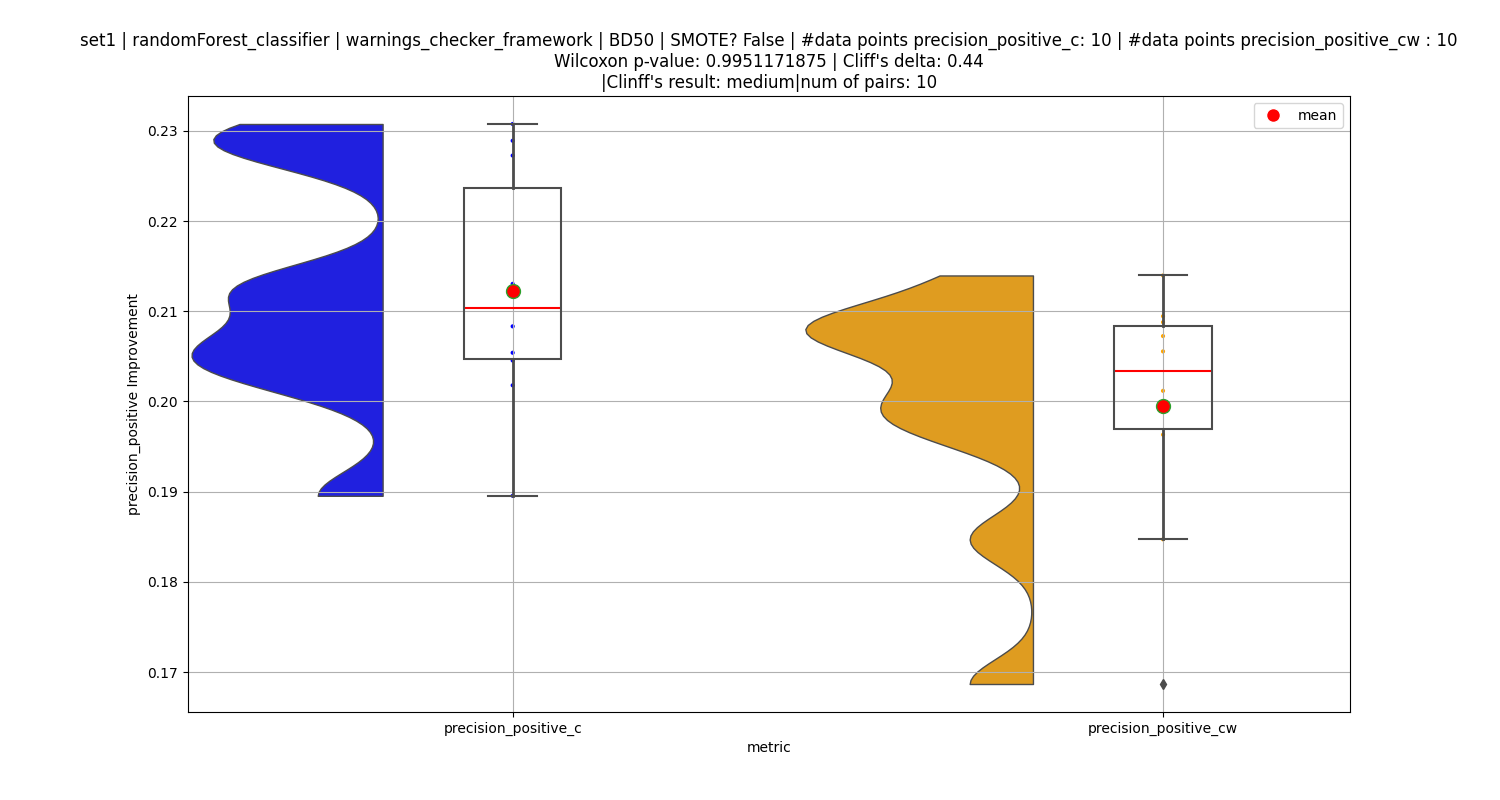 set1 | randomForest_classifier | warnings_checker_framework | BD50 | SMOTE? False | #data points precision_positive_c: 10 | #data points precision_positive_cw : 10
Wilcoxon p-value: 0.9951171875 | Cliff's delta: 0.44
|Clinff's result: medium|num of pairs: 10
mean
0.23
0.22
0.21
0.20
0.19
0.18
0.17
precision_positive Improvement
precision_positive_c
precision_positive_cw
metric